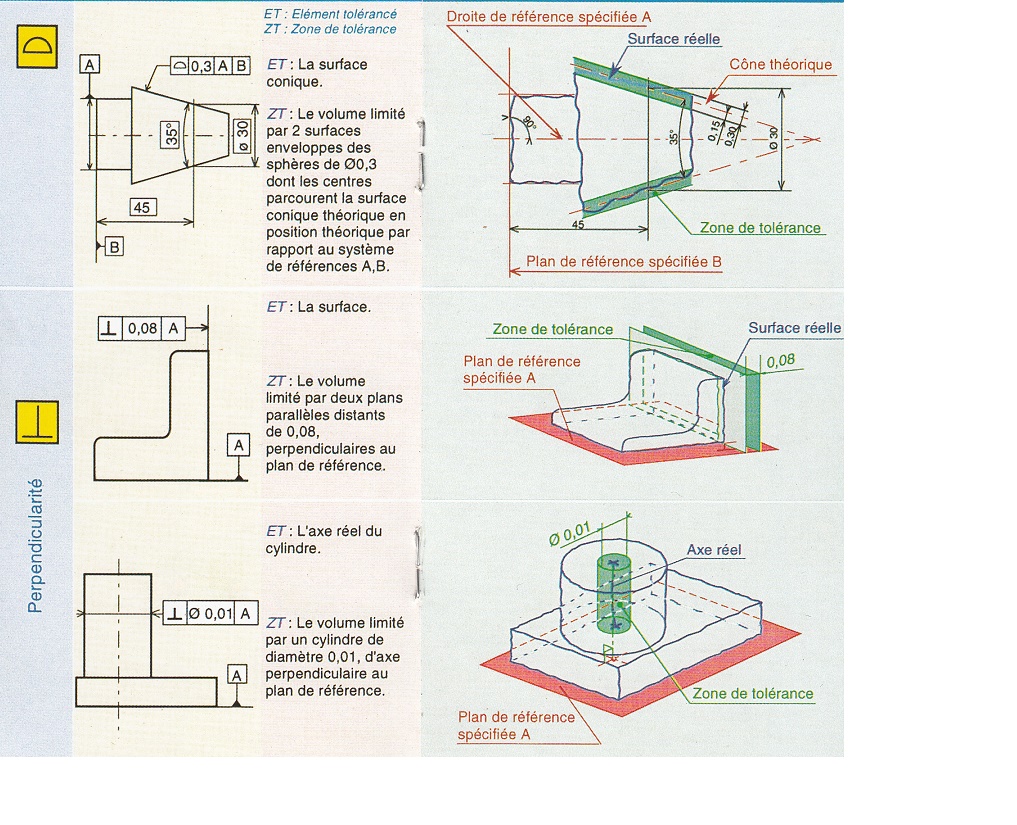 ET : Elément tolérancé
ZT : Zone de tolérance
A
0,3 A B
35°
Ø 30
45
B
ET : La surface
conique.
ZT : Le volume limité
par 2 surfaces
enveloppes des
sphères de Ø0,3
dont les centres
parcourent la surface
conique théorique en
position théorique par
rapport au système
de références A,B.
Droite de référence spécifiée A
Surface réelle
Cône théorique
90°
35°
0,15
0,30
Ø 30
45
Zone de tolérance
Plan de référence spécifiée B
Perpendicularité
⊥ 0,08 A
A
ET : La surface.
ZT : Le volume
limité par deux plans
parallèles distants
de 0,08,
perpendiculaires au
plan de référence.
Zone de tolérance
Surface réelle
Plan de référence
spécifiée A
0,08
⊥ Ø 0,01 A
A
ET : L'axe réel du
cylindre.
ZT : Le volume limité
par un cylindre de
diamètre 0,01, d'axe
perpendiculaire au
plan de référence.
Ø 0,01
Axe réel
Zone de tolérance
Plan de référence
spécifiée A